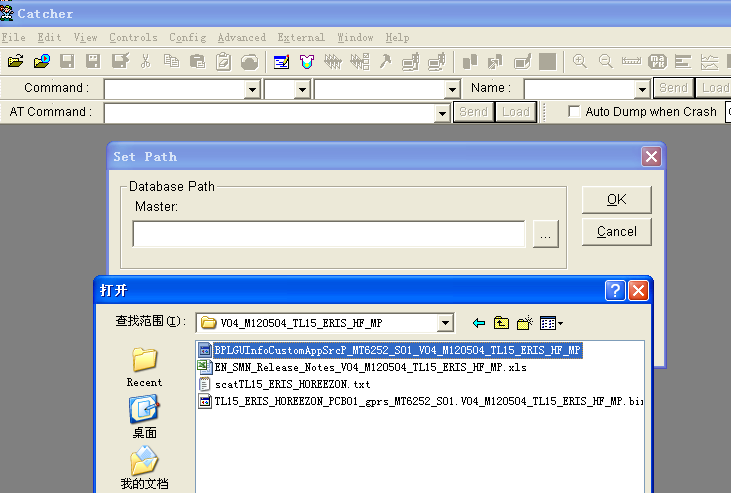 Catcher
File Edit View Controls Config Advanced External Window Help
Command : Name : Send Load
AT Command : Send Load Auto Dump when Crash
Set Path
Database Path
Master:
...
OK
Cancel
打开
查找范围(I): V04_M120504_TL15_ERIS_HF_MP
BPLGUInfoCustomAppSrcP_MT6252_S01_V04_M120504_TL15_ERIS_HF_MP
EN_SMN_Release_Notes_V04_M120504_TL15_ERIS_HF_MP.xls
scatTL15_ERIS_HOREEZON.txt
TL15_ERIS_HOREEZON_PCB01_gprs_MT6252_S01.V04_M120504_TL15_ERIS_HF_MP.bin
Recent
桌面
我的文档